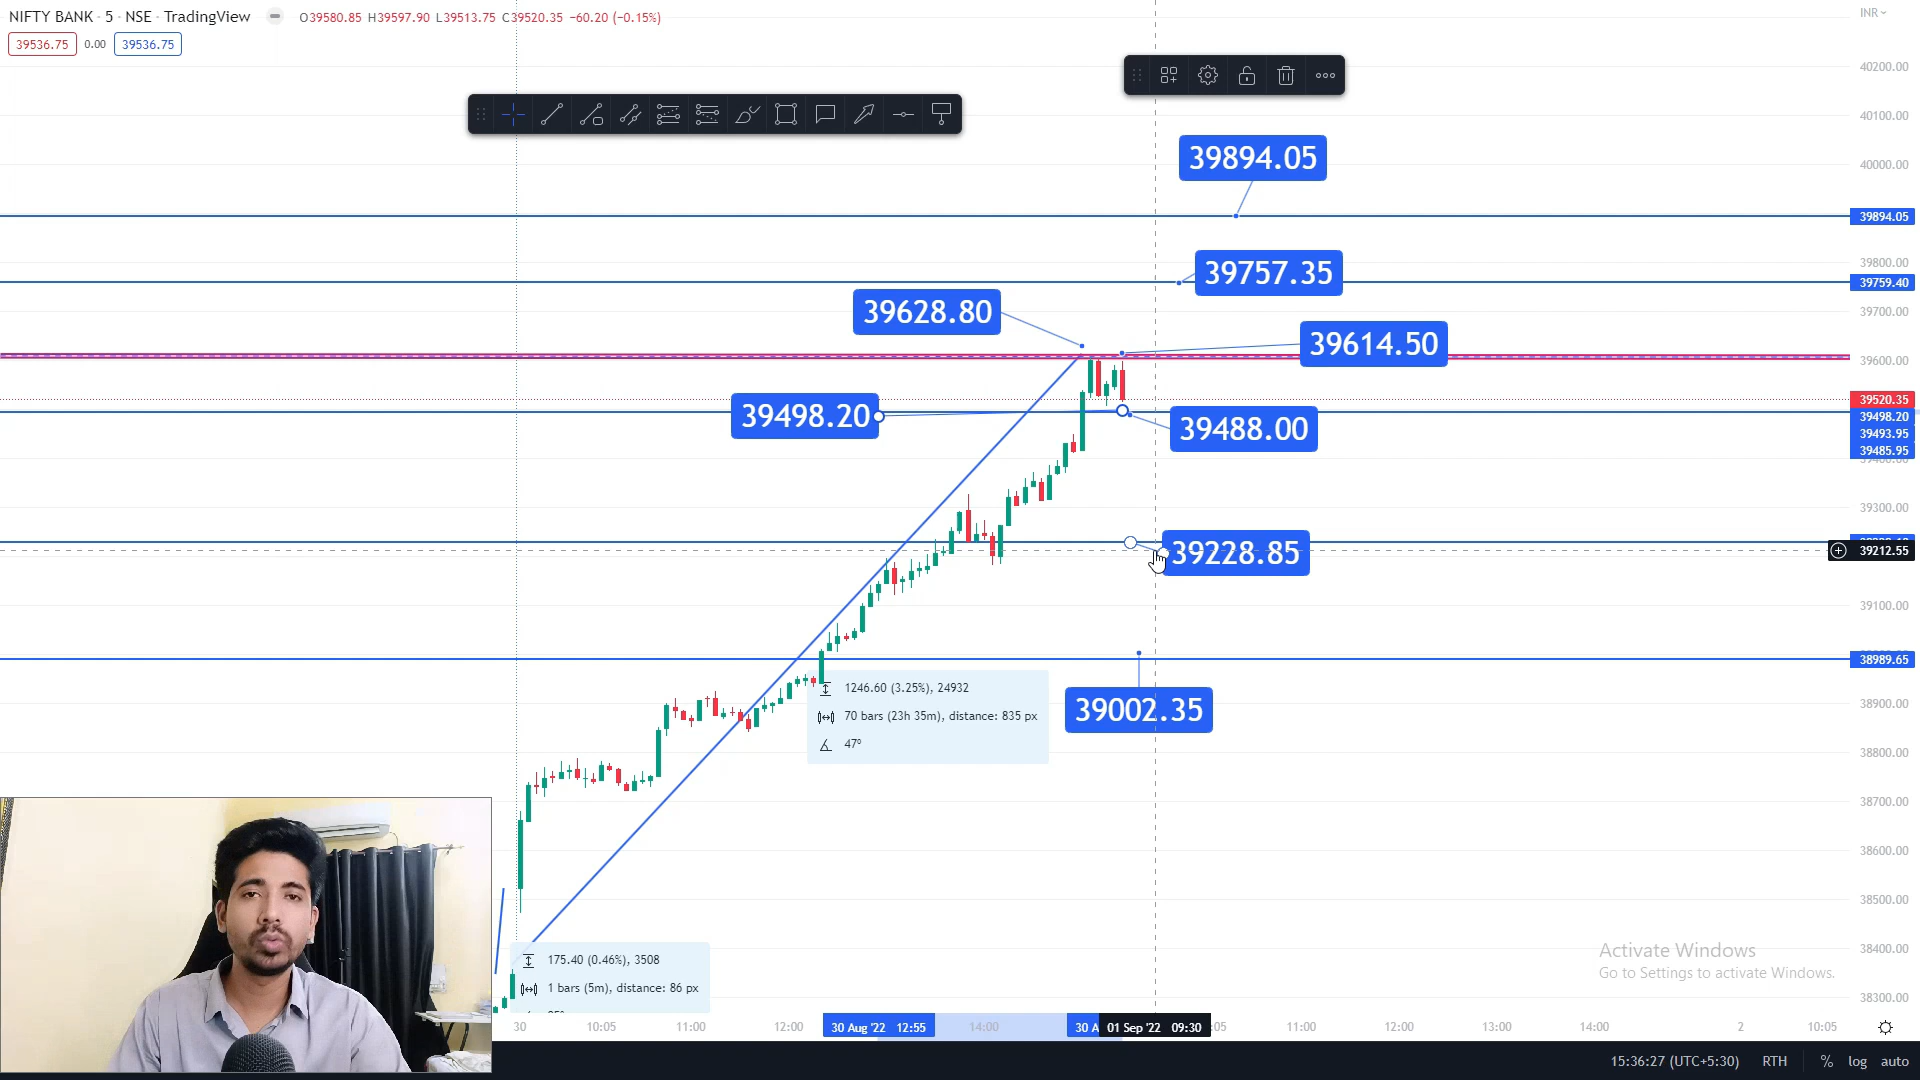 NIFTY BANK · 5 · NSE · TradingView
O39580.85 H39597.90 L39513.75 C39520.35 −60.20 (−0.15%)
INR
39536.75 0.00 39536.75
40200.00
40100.00
39894.05
40000.00
39894.05
39757.35
39800.00
39759.40
39628.80
39700.00
39614.50
39600.00
39520.35
39498.20
39498.20
39488.00
39493.95
39485.95
39300.00
39228.85
39212.55
39100.00
38989.65
1246.60 (3.25%), 24932
39002.35
38900.00
70 bars (23h 35m), distance: 835 px
47º
38800.00
38700.00
38600.00
38500.00
175.40 (0.46%), 3508
38400.00
Activate Windows
Go to Settings to activate Windows.
1 bars (5m), distance: 86 px
38300.00
30 10:05 11:00 12:00 30 Aug '22 12:55 14:00 30 A 01 Sep '22 09:30 :05 11:00 12:00 13:00 14:00 2 10:05
15:36:27 (UTC+5:30) RTH % log auto